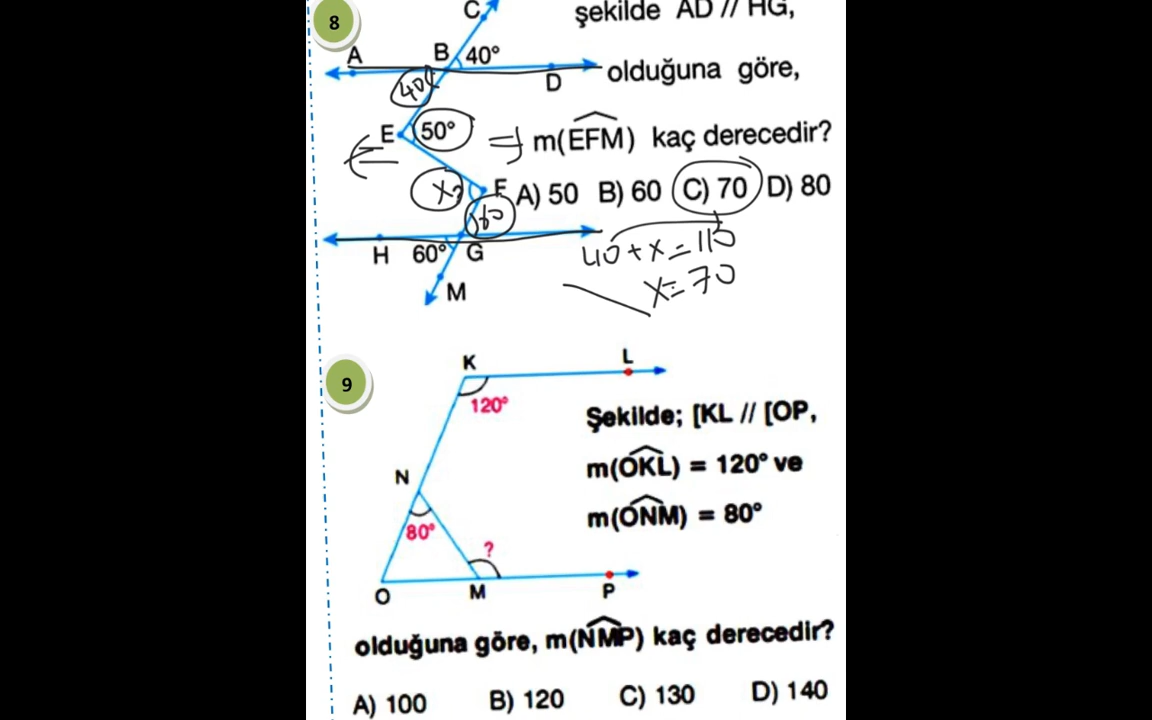 8
C
şekilde AD // HG,
A B 40° D
olduğuna göre,
40
E 50°
m(EFM) kaç derecedir?
x ? F
A) 50 B) 60 C) 70 D) 80
60
H 60° G
40 + x = 110
x = 70
M
9
K L
120°
Şekilde; [KL // [OP,
m(OKL) = 120° ve
N
80°
m(ONM) = 80°
?
O M P
olduğuna göre, m(NMP) kaç derecedir?
A) 100 B) 120 C) 130 D) 140